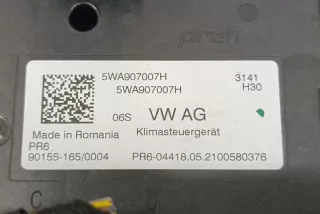 preh
5WA907007H 3141
5WA907007H H30
06S VW AG
Made in Romania Klimasteuergerät
PR6
90155-165/0004 PR6-04418.05.2100580376
C